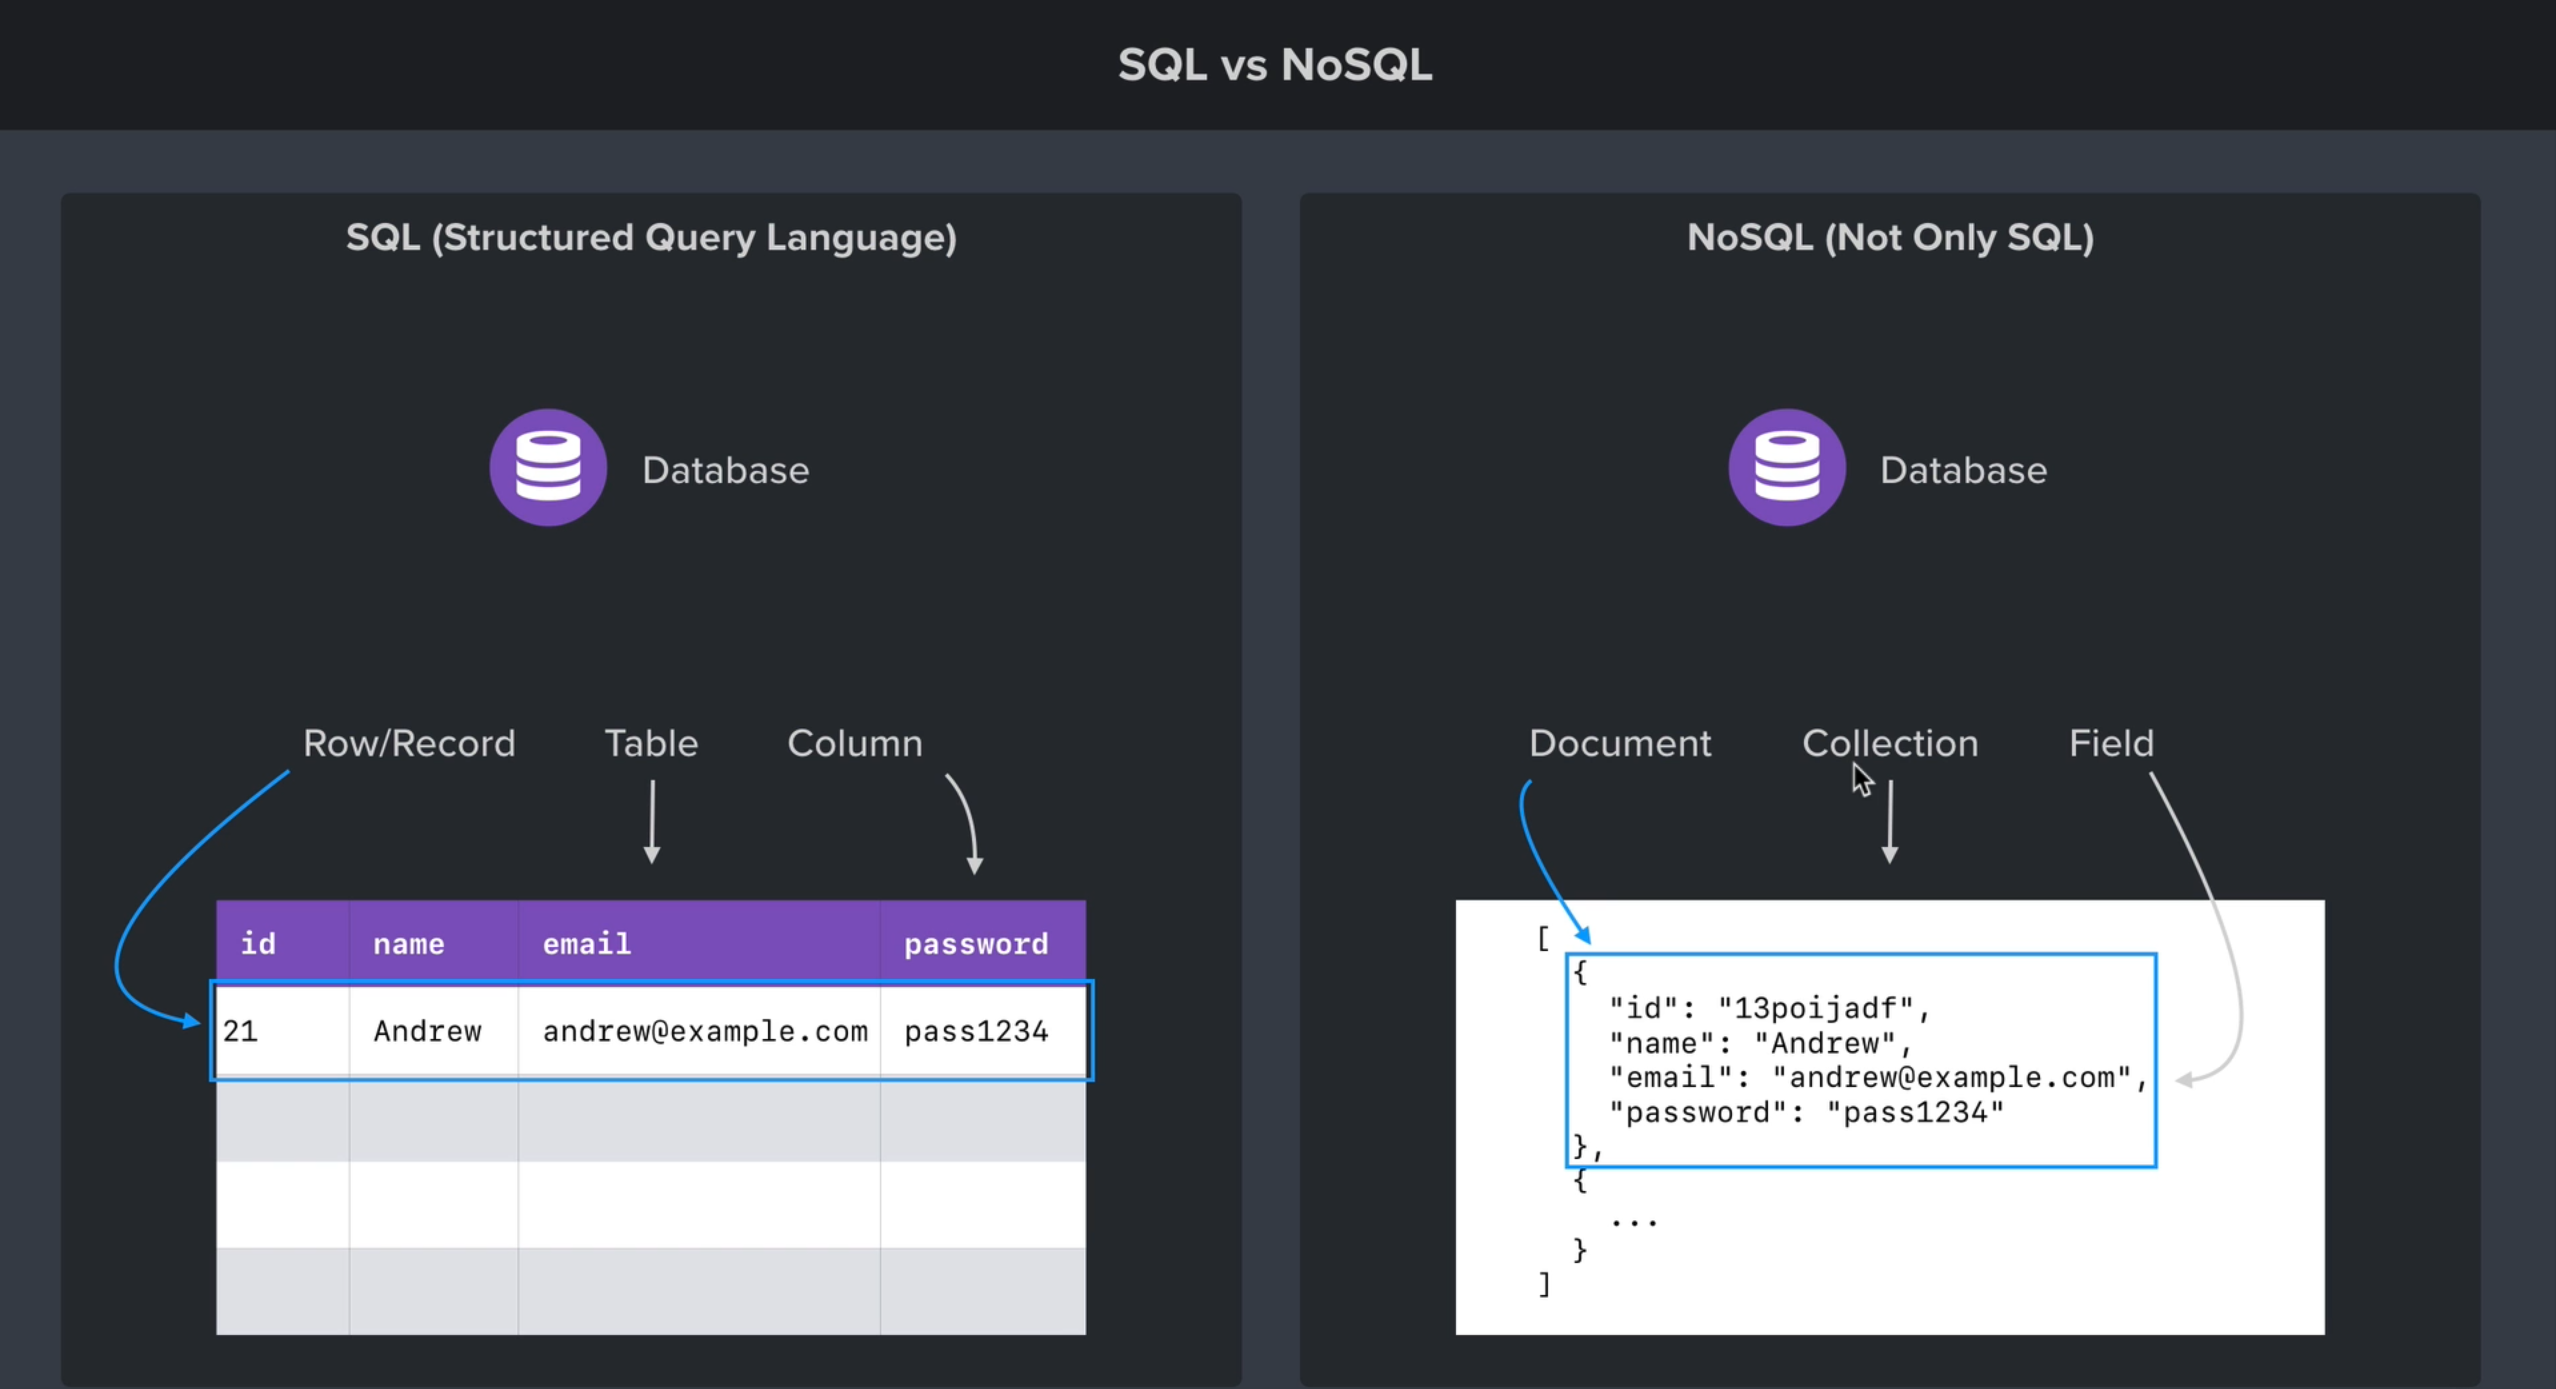 SQL vs NoSQL
SQL (Structured Query Language)
Database
Row/Record Table Column
id name email password
21 Andrew andrew@example.com pass1234
NoSQL (Not Only SQL)
Database
Document Collection Field
[
{
"id": "13poijadf",
"name": "Andrew",
"email": "andrew@example.com",
"password": "pass1234"
},
{
...
}
]